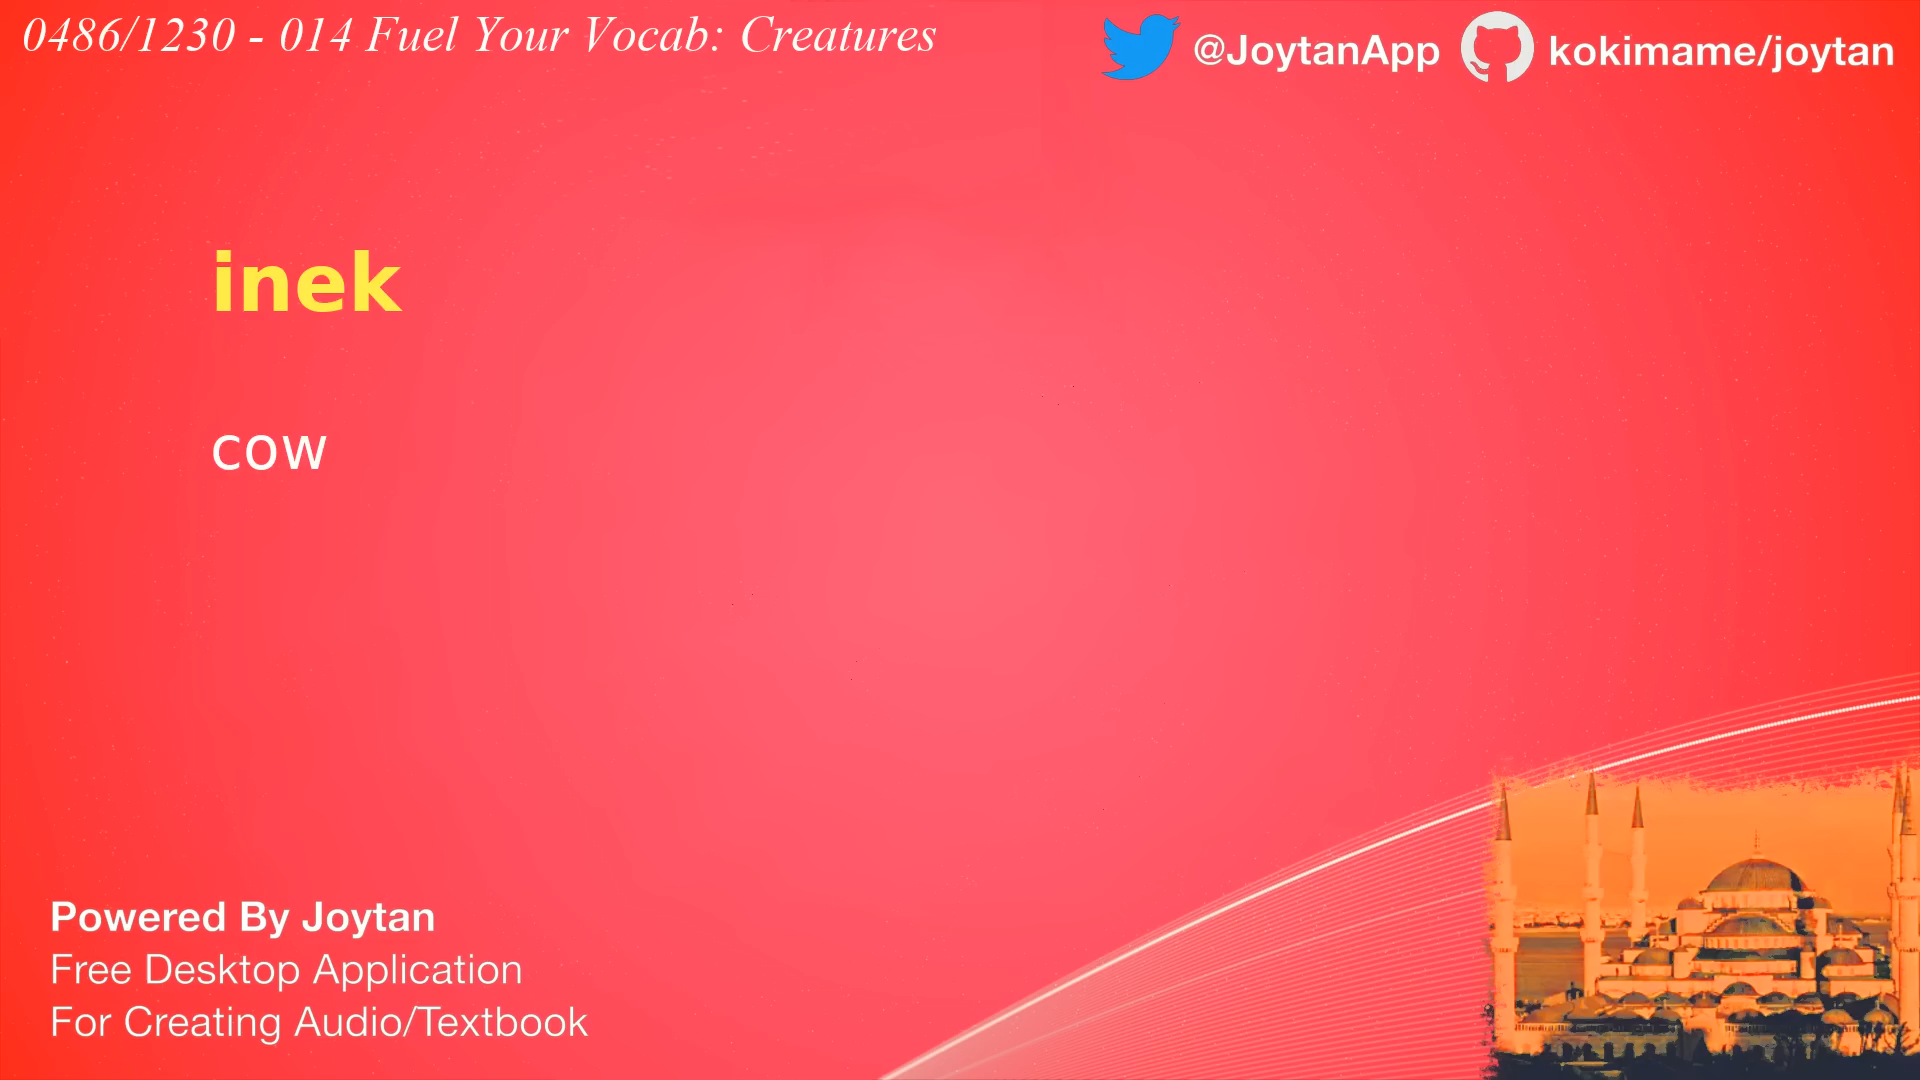 0486/1230 - 014 Fuel Your Vocab: Creatures
@JoytanApp
kokimame/joytan
inek
cow
Powered By Joytan
Free Desktop Application
For Creating Audio/Textbook